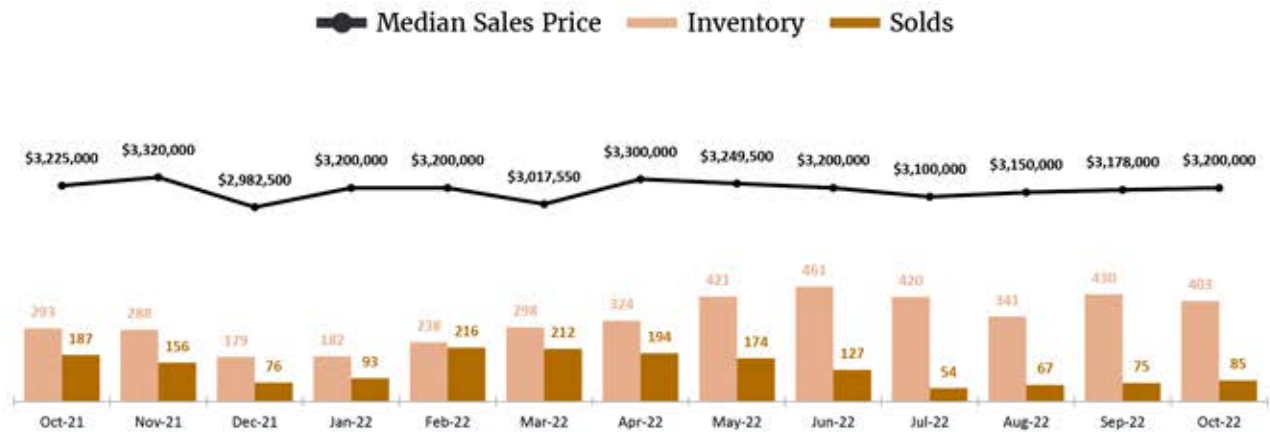 Median Sales Price Inventory Solds
$3,225,000 $3,320,000 $2,982,500 $3,200,000 $3,200,000 $3,017,550 $3,300,000 $3,249,500 $3,200,000 $3,100,000 $3,150,000 $3,178,000 $3,200,000
293 288 179 182 238 298 324 421 461 420 341 430 403
187 156 76 93 216 212 194 174 127 54 67 75 85
Oct-21 Nov-21 Dec-21 Jan-22 Feb-22 Mar-22 Apr-22 May-22 Jun-22 Jul-22 Aug-22 Sep-22 Oct-22